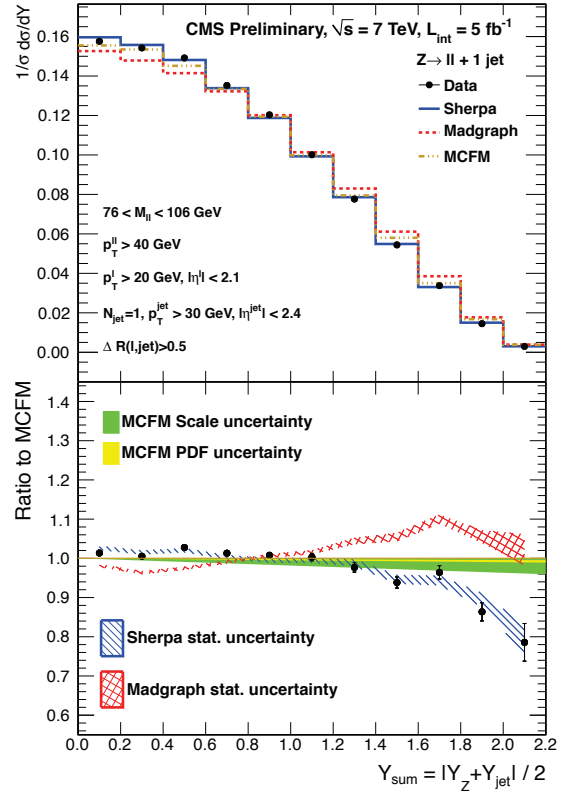 CMS Preliminary, √s = 7 TeV, L_int = 5 fb⁻¹
Z→ ll + 1 jet
Data
Sherpa
Madgraph
MCFM
1/σ dσ/dY
0.16
0.14
0.12
0.10
0.08
0.06
0.04
0.02
0.00
76 < M_ll < 106 GeV
p_T^ll > 40 GeV
p_T^l > 20 GeV, |η^l| < 2.1
N_jet=1, p_T^jet > 30 GeV, |η^jet| < 2.4
Δ R(l,jet)>0.5
Ratio to MCFM
1.4
1.3
1.2
1.1
1.0
0.9
0.8
0.7
0.6
MCFM Scale uncertainty
MCFM PDF uncertainty
Sherpa stat. uncertainty
Madgraph stat. uncertainty
0.0 0.2 0.4 0.6 0.8 1.0 1.2 1.4 1.6 1.8 2.0 2.2
Y_sum = |Y_Z+Y_jet| / 2